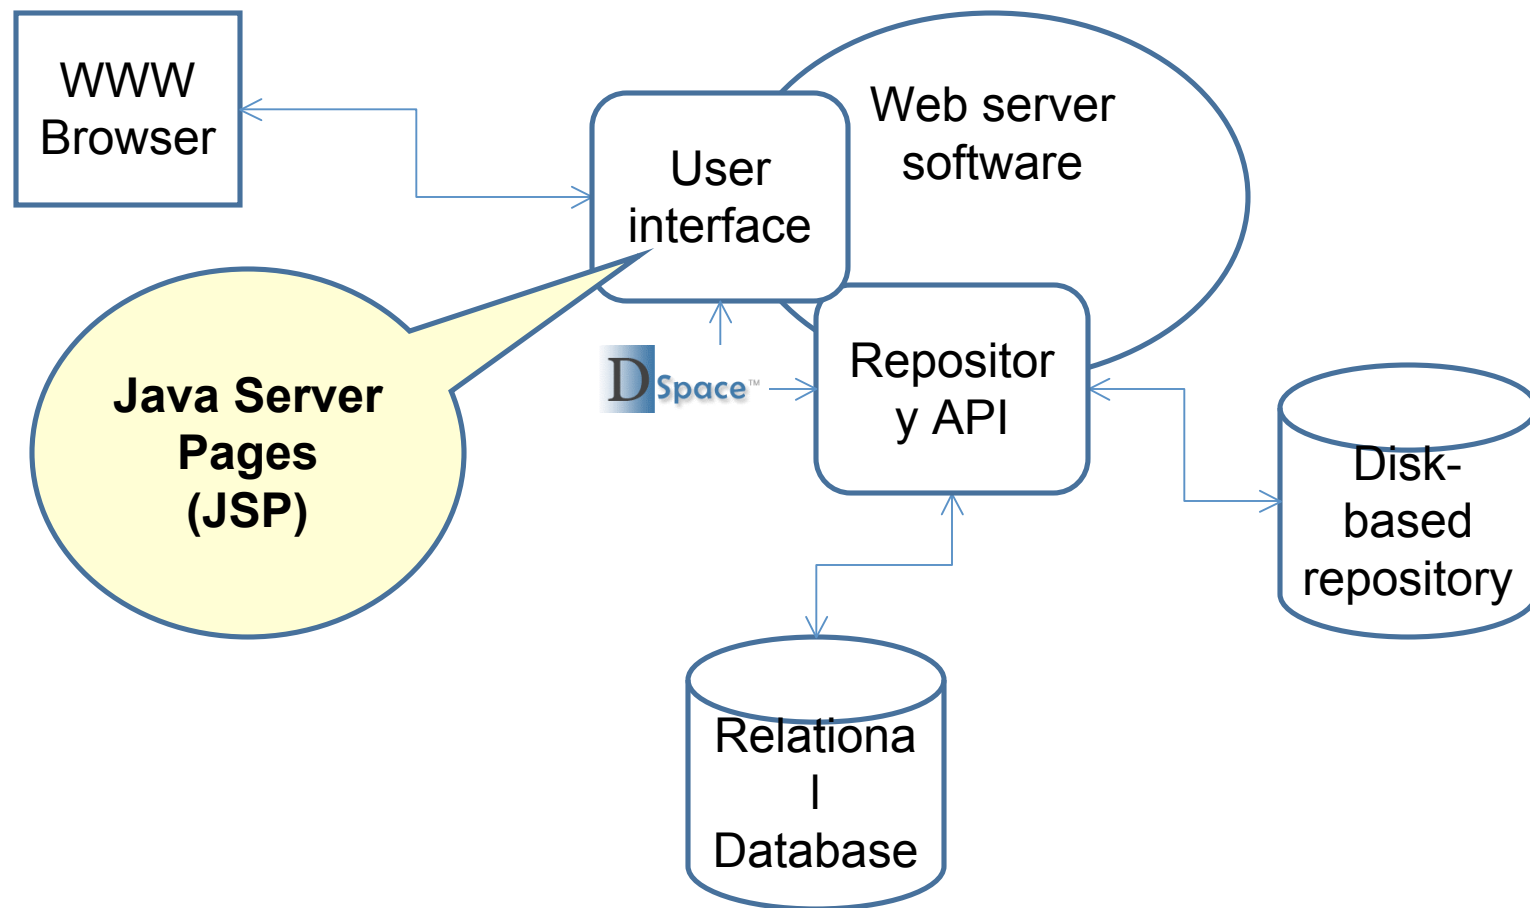 WWW
Browser
Web server
software
User
interface
Java Server
Pages
(JSP)
DSpace™
Repositor
y API
Disk-
based
repository
Relationa
l
Database